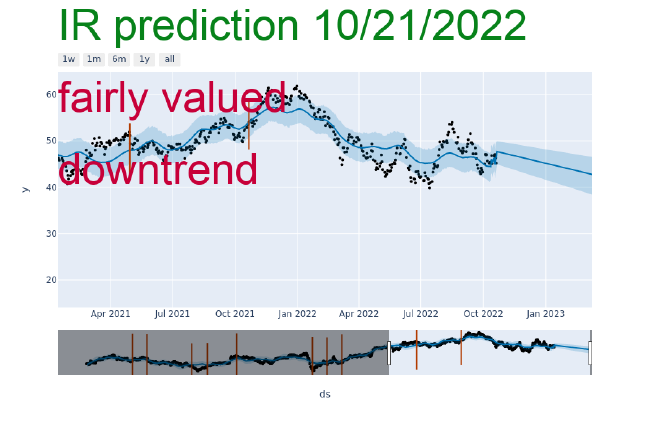 IR prediction 10/21/2022
1w 1m 6m 1y all
fairly valued
downtrend
60
50
40
30
20
y
Apr 2021 Jul 2021 Oct 2021 Jan 2022 Apr 2022 Jul 2022 Oct 2022 Jan 2023
ds